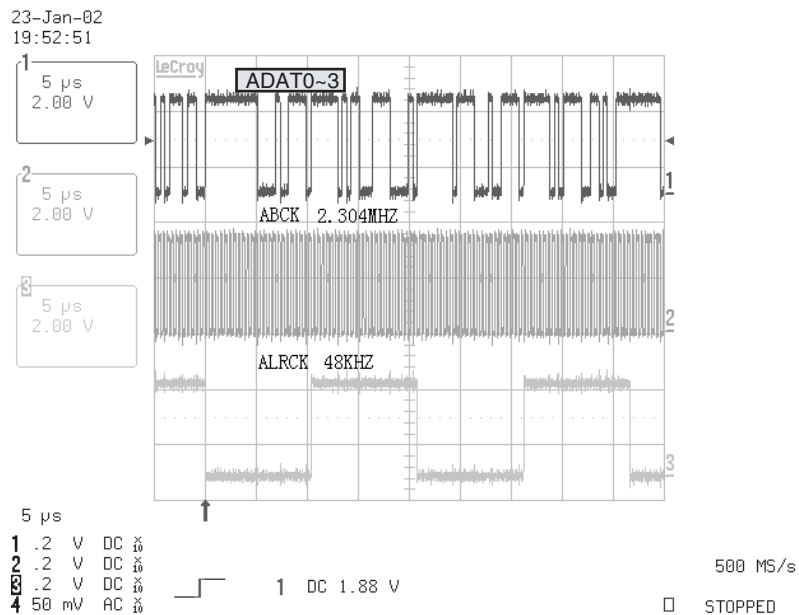 23-Jan-02
19:52:51
1
5 µs
2.00 V
LeCroy
ADAT0~3
1
2
5 µs
2.00 V
ABCK 2.304MHZ
2
3
5 µs
2.00 V
ALRCK 48KHZ
3
5 µs
1 .2 V DC X10
2 .2 V DC X10
3 .2 V DC X10
4 50 mV AC X10
1 DC 1.88 V
500 MS/s
STOPPED